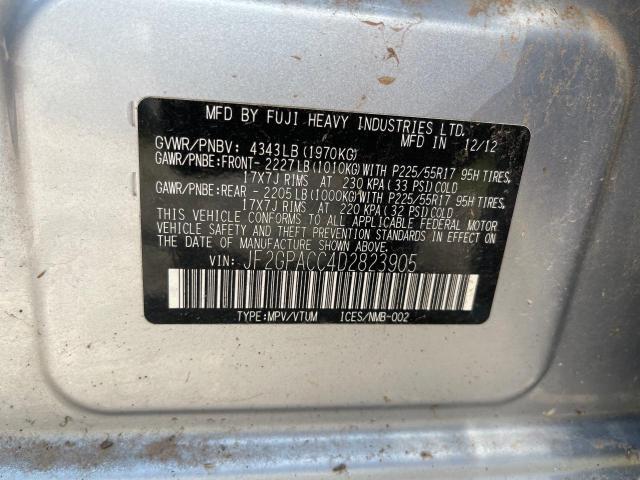 MFD BY FUJI HEAVY INDUSTRIES LTD.
GVWR/PNBV: 4343LB(1970KG) MFD IN 12/12
GAWR/PNBE:FRONT- 2227LB(1010KG)WITH P225/55R17 95H TIRES,
17X7J RIMS AT 230 KPA(33 PSI)COLD
GAWR/PNBE:REAR - 2205LB(1000KG)WITH P225/55R17 95H TIRES,
17X7J RIMS AT 220 KPA(32 PSI)COLD
THIS VEHICLE CONFORMS TO ALL APPLICABLE FEDERAL MOTOR
VEHICLE SAFETY AND THEFT PREVENTION STANDARDS IN EFFECT
ON THE DATE OF MANUFACTURE SHOWN ABOVE.
VIN: JF2GPACC4D2823905
TYPE:MPV/VTUM ICES/NMB-002